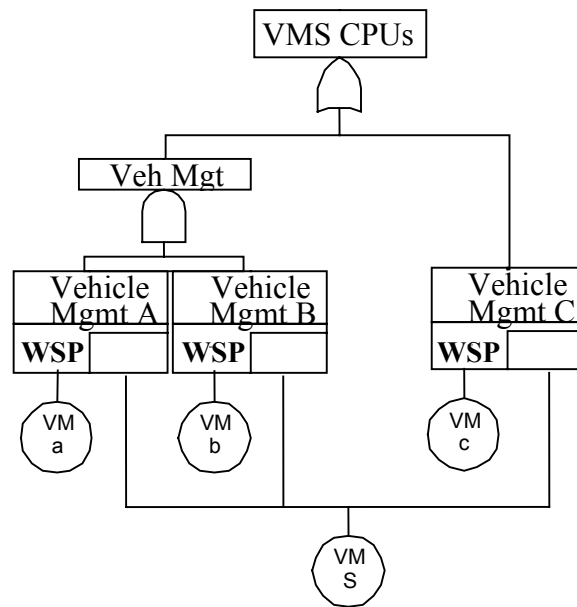 VMS CPUs
Veh Mgt
Vehicle
Mgmt A
Vehicle
Mgmt B
Vehicle
Mgmt C
WSP
WSP
WSP
VM
a
VM
b
VM
c
VM
S